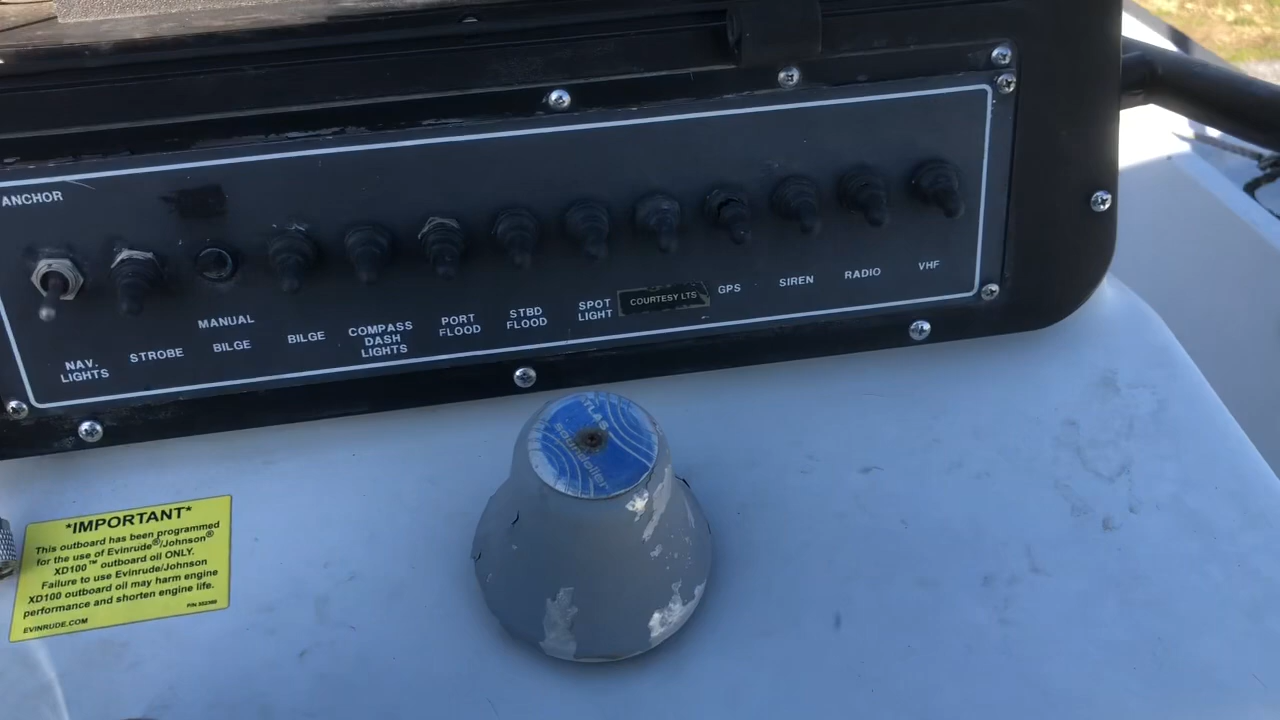 ANCHOR
NAV.
LIGHTS
STROBE
MANUAL
BILGE
BILGE
COMPASS
DASH
LIGHTS
PORT
FLOOD
STBD
FLOOD
SPOT
LIGHT
COURTESY LTS
GPS
SIREN
RADIO
VHF
ATLAS
soundolier
*IMPORTANT*
This outboard has been programmed
for the use of Evinrude®/Johnson®
XD100™ outboard oil ONLY.
Failure to use Evinrude/Johnson
XD100 outboard oil may harm engine
performance and shorten engine life.
EVINRUDE.COM